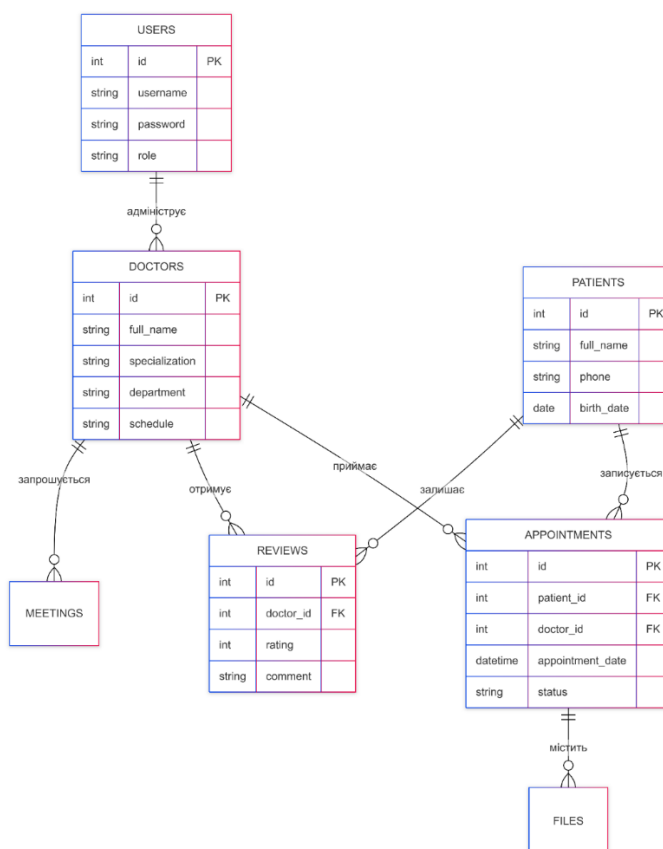 USERS
int id PK
string username
string password
string role
адмініструє
DOCTORS
int id PK
string full_name
string specialization
string department
string schedule
PATIENTS
int id PK
string full_name
string phone
date birth_date
запрошується
отримує
приймає
залишає
записується
MEETINGS
REVIEWS
int id PK
int doctor_id FK
int rating
string comment
APPOINTMENTS
int id PK
int patient_id FK
int doctor_id FK
datetime appointment_date
string status
містить
FILES